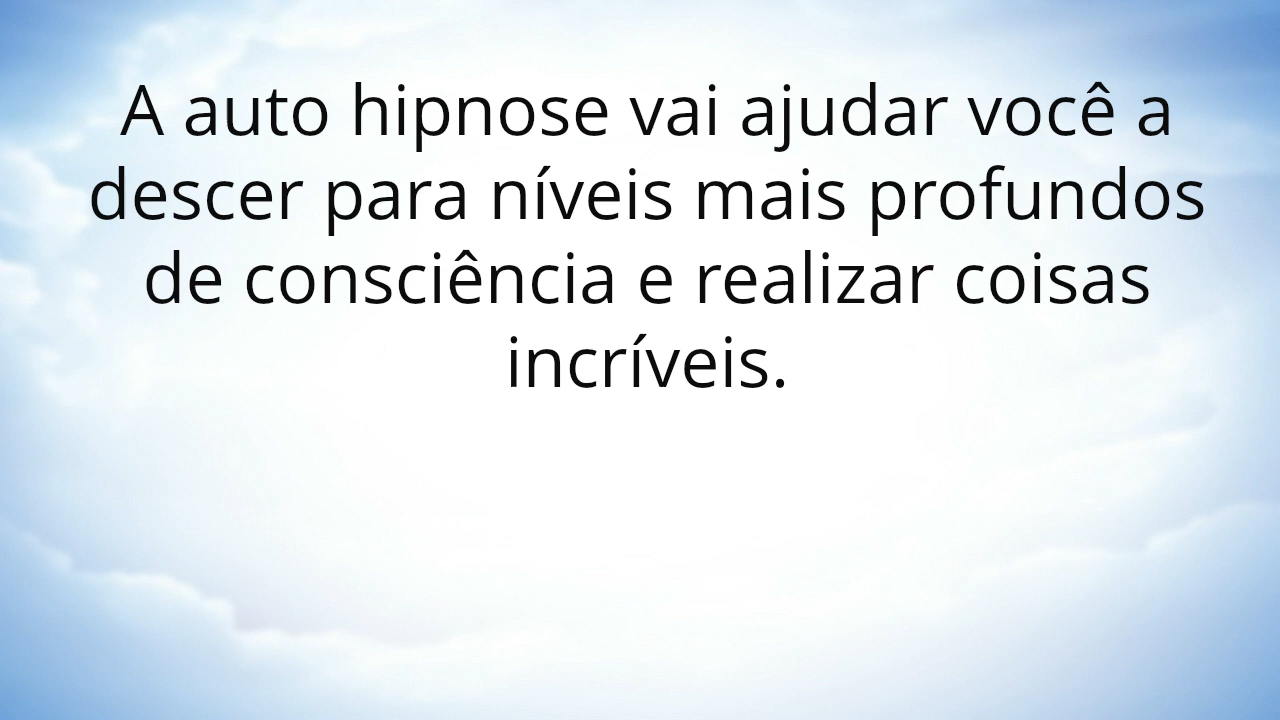 A auto hipnose vai ajudar você a
descer para níveis mais profundos
de consciência e realizar coisas
incríveis.